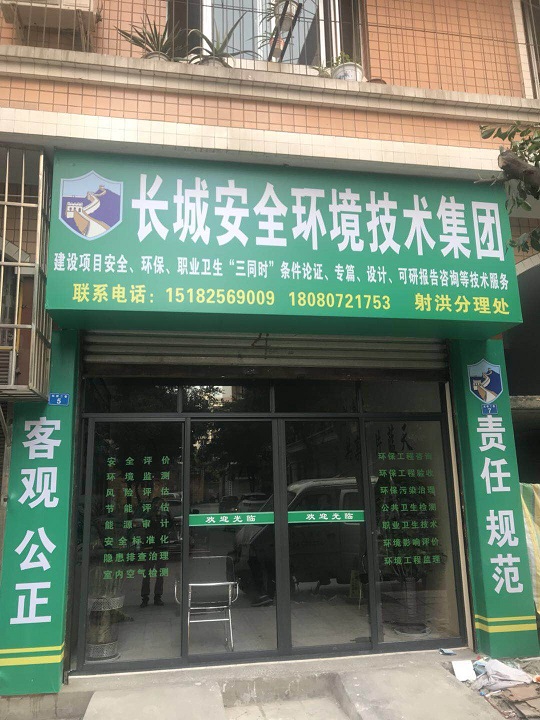 长城安全环境技术集团
建设项目安全、环保、职业卫生“三同时”条件论证、专篇、设计、可研报告咨询等技术服务
联系电话：15182569009 18080721753 射洪分理处
客观 公正
责任 规范
安全评价
环境监测
风险评估
节能评估
能源审计
安全标准化
隐患排查治理
室内空气检测
欢迎光临
欢迎光临
环保工程咨询
环保工程验收
环保污染治理
公共卫生检测
职业卫生技术
环境影响评价
环境工程监理
5